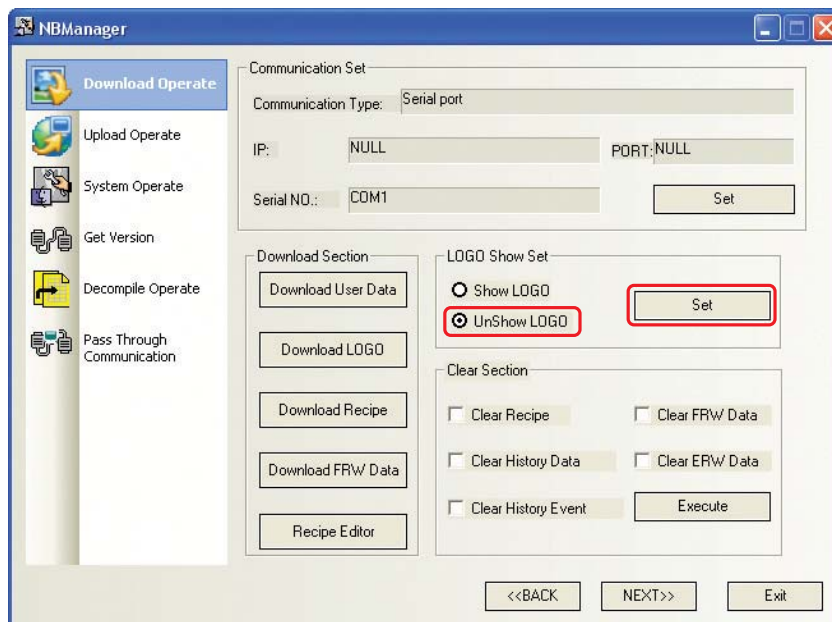 NBManager
Download Operate
Upload Operate
System Operate
Get Version
Decompile Operate
Pass Through
Communication
Communication Set
Communication Type: Serial port
IP: NULL PORT: NULL
Serial NO.: COM1 Set
Download Section
Download User Data
Download LOGO
Download Recipe
Download FRW Data
Recipe Editor
LOGO Show Set
Show LOGO
UnShow LOGO
Set
Clear Section
Clear Recipe Clear FRW Data
Clear History Data Clear ERW Data
Clear History Event Execute
<<BACK NEXT>> Exit